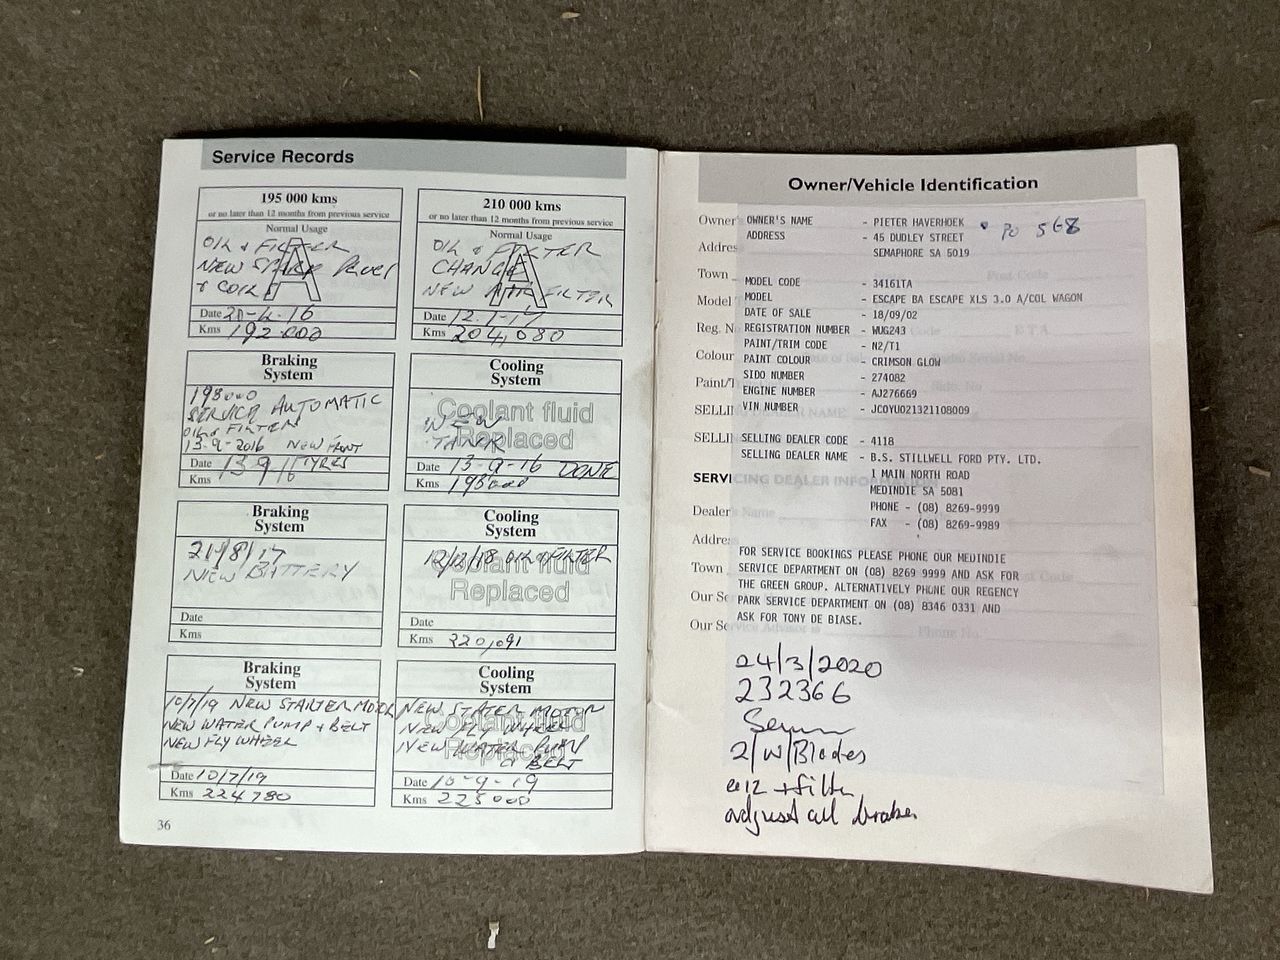 Service Records
195 000 kms
or no later than 12 months from previous service
Normal Usage
A
OIL & FILTER
NEW SPARK
& COILS
Date 20-4-16
Kms 192.000
210 000 kms
or no later than 12 months from previous service
Normal Usage
A
OIL & FILTER
CHANGE
NEW AIR FILTER
Date 12.1-17
Kms 204,080
Braking
System
195000
SERVICE AUTOMATIC
OIL & FILTER
13-9-2016 NEW FRONT
Date 13 9 16 TYRES
Kms
Cooling
System
Coolant fluid
Replaced
NEW
TANK
Date 13-9-16 DONE
Kms 195000
Braking
System
21/8/17
NEW BATTERY
Date
Kms
Cooling
System
12/12/18 OIL & FILTER
Coolant fluid
Replaced
Date
Kms 220,091
Braking
System
10/7/19 NEW STARTER MOTOR
NEW WATER PUMP + BELT
NEW FLY WHEEL
Date 10/7/19
Kms 224780
Cooling
System
Coolant fluid
Replaced
NEW STATER MOTOR
NEW FLY WHEEL
NEW WATER PUMP
& BELT
Date 10-9-19
Kms 225000
36
Owner/Vehicle Identification
OWNER'S NAME - PIETER HAVERHOEK PO 568
ADDRESS - 45 DUDLEY STREET
SEMAPHORE SA 5019
MODEL CODE - 34161TA
MODEL - ESCAPE BA ESCAPE XLS 3.0 A/COL WAGON
DATE OF SALE - 18/09/02
REGISTRATION NUMBER - WUG243
PAINT/TRIM CODE - N2/T1
PAINT COLOUR - CRIMSON GLOW
SIDO NUMBER - 274082
ENGINE NUMBER - AJ276669
VIN NUMBER - JC0YU021321108009
SELLING DEALER CODE - 4118
SELLING DEALER NAME - B.S. STILLWELL FORD PTY. LTD.
1 MAIN NORTH ROAD
MEDINDIE SA 5081
PHONE - (08) 8269-9999
FAX - (08) 8269-9989
FOR SERVICE BOOKINGS PLEASE PHONE OUR MEDINDIE
SERVICE DEPARTMENT ON (08) 8269 9999 AND ASK FOR
THE GREEN GROUP. ALTERNATIVELY PHONE OUR REGENCY
PARK SERVICE DEPARTMENT ON (08) 8346 0331 AND
ASK FOR TONY DE BIASE.
24/3/2020
232366
2/W/Blades
+ filter
adjust all brakes